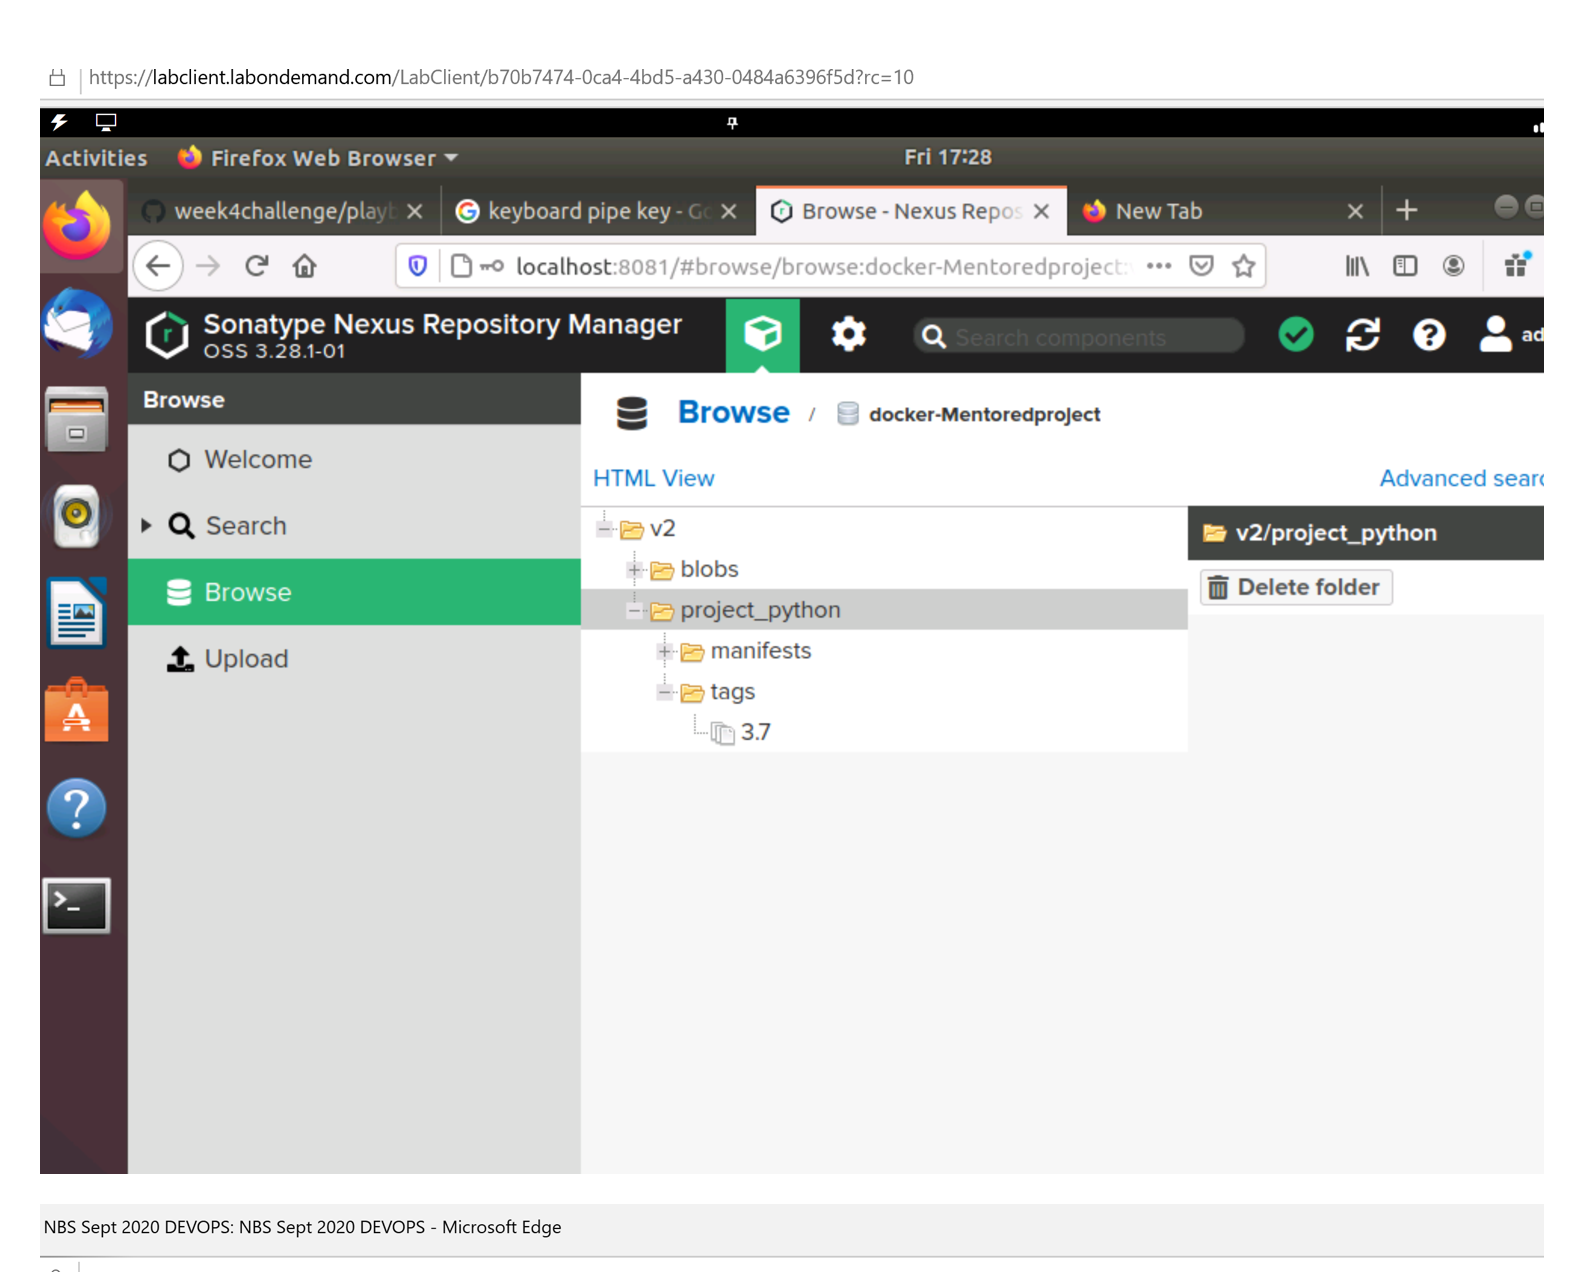 https://labclient.labondemand.com/LabClient/b70b7474-0ca4-4bd5-a430-0484a6396f5d?rc=10
Activities Firefox Web Browser Fri 17:28
week4challenge/playb keyboard pipe key - Go Browse - Nexus Repos New Tab
localhost:8081/#browse/browse:docker-Mentoredproject:
Sonatype Nexus Repository Manager
OSS 3.28.1-01
Search components
ad
Browse
Welcome
Search
Browse
Upload
Browse / docker-Mentoredproject
HTML View
Advanced searc
v2
blobs
project_python
manifests
tags
3.7
v2/project_python
Delete folder
NBS Sept 2020 DEVOPS: NBS Sept 2020 DEVOPS - Microsoft Edge